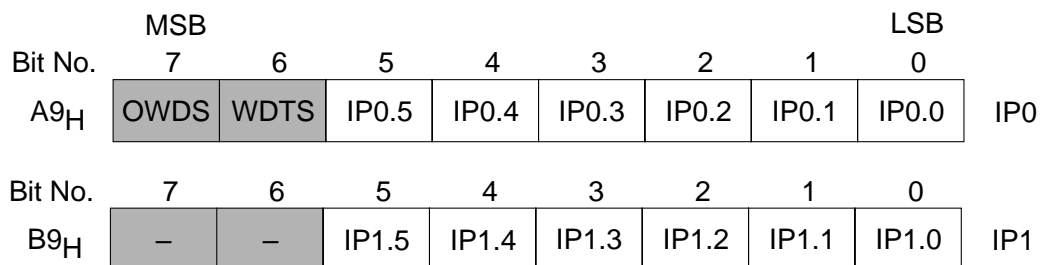 MSB LSB
Bit No. 7 6 5 4 3 2 1 0
A9H OWDS WDTS IP0.5 IP0.4 IP0.3 IP0.2 IP0.1 IP0.0 IP0
Bit No. 7 6 5 4 3 2 1 0
B9H – – IP1.5 IP1.4 IP1.3 IP1.2 IP1.1 IP1.0 IP1